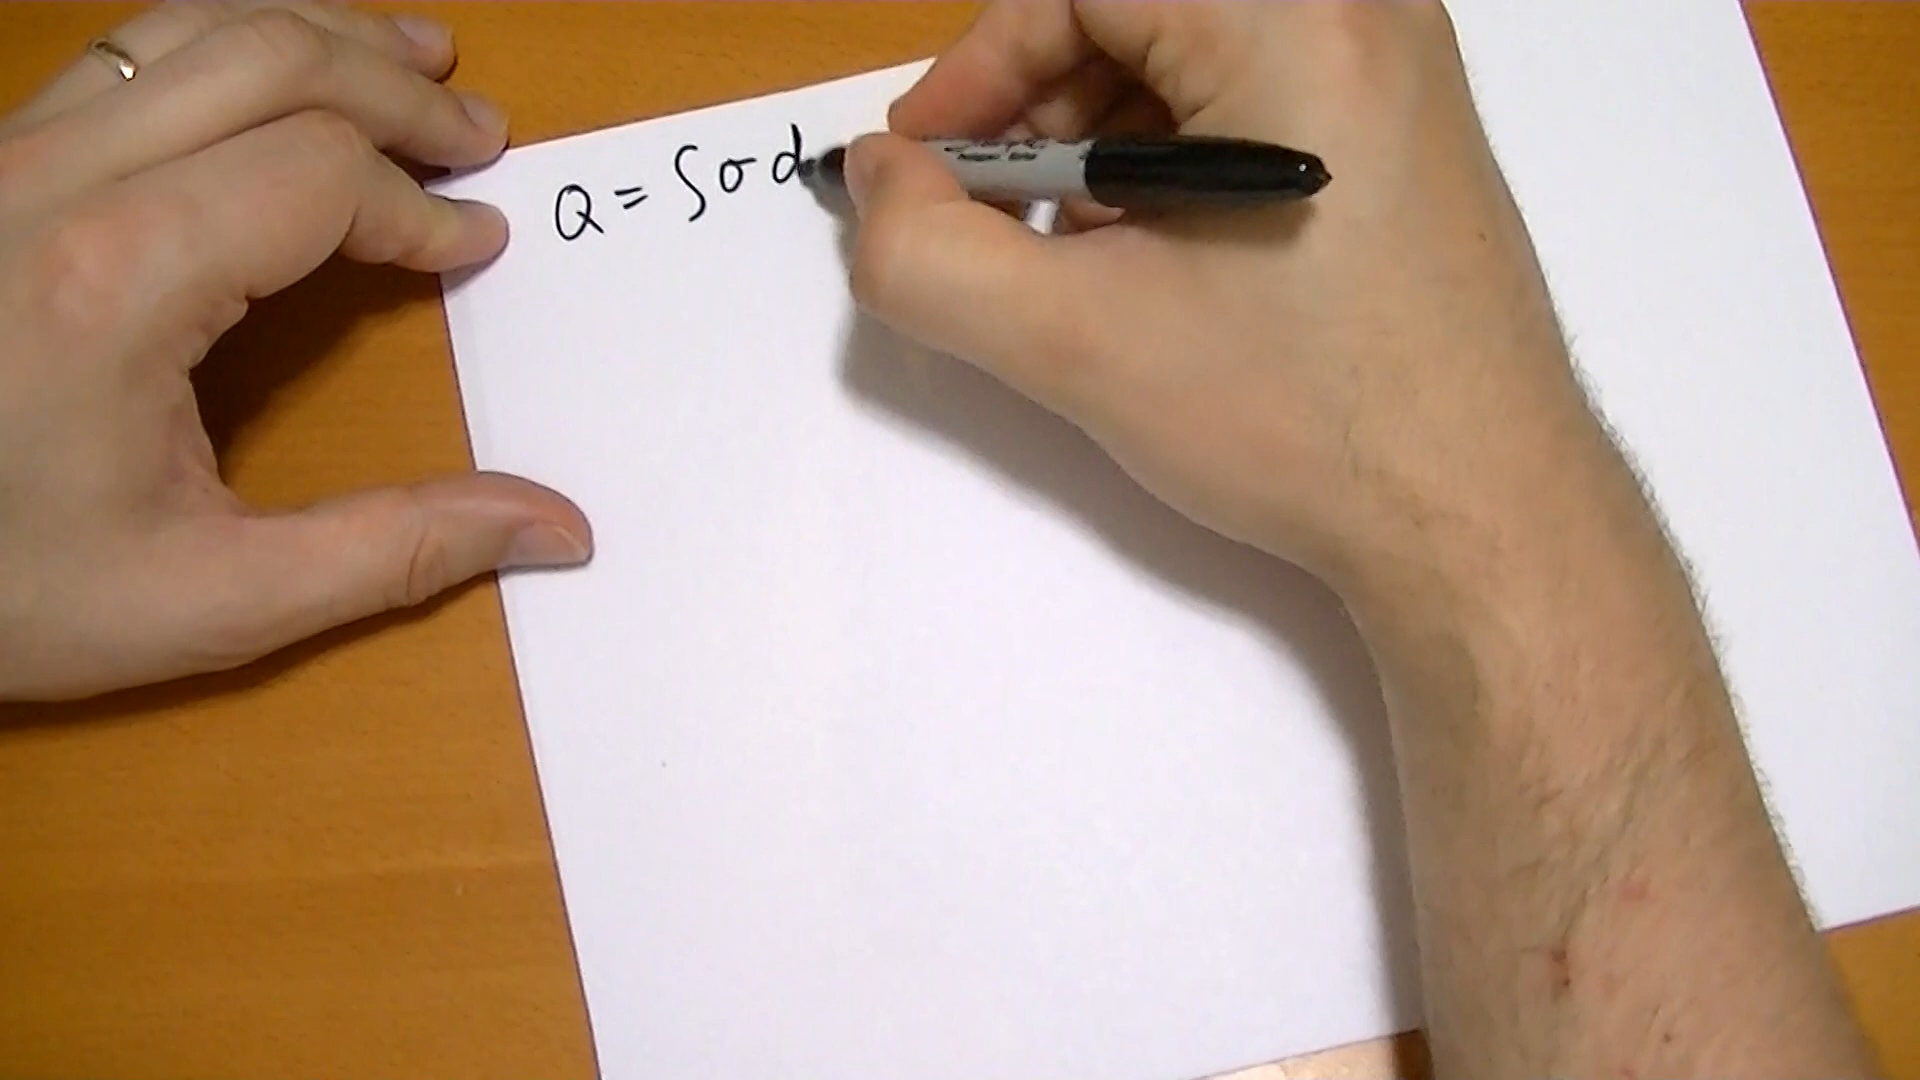 Q = ∫σd